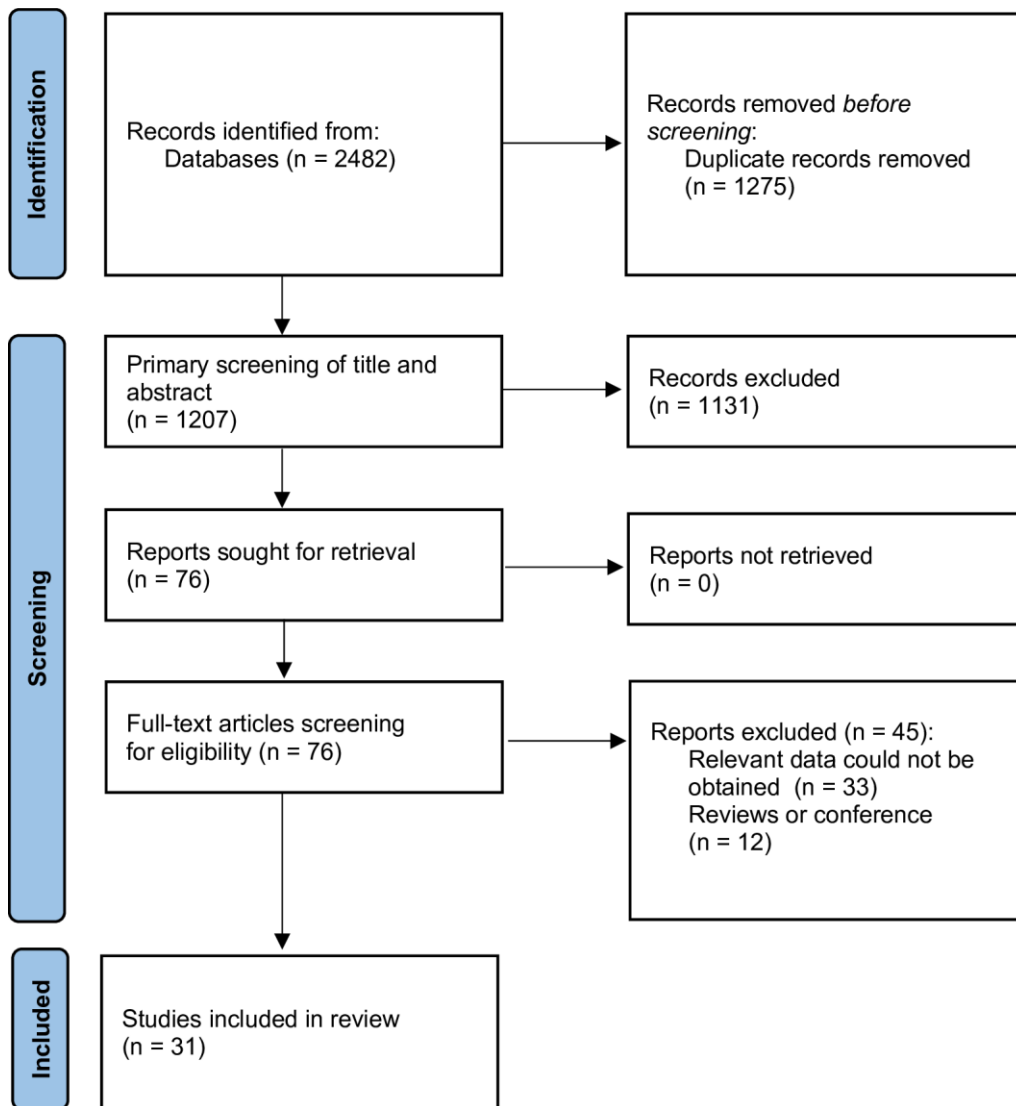 Identification
Records identified from:
Databases (n = 2482)
Records removed before
screening:
Duplicate records removed
(n = 1275)
Screening
Primary screening of title and
abstract
(n = 1207)
Records excluded
(n = 1131)
Reports sought for retrieval
(n = 76)
Reports not retrieved
(n = 0)
Full-text articles screening
for eligibility (n = 76)
Reports excluded (n = 45):
Relevant data could not be
obtained (n = 33)
Reviews or conference
(n = 12)
Included
Studies included in review
(n = 31)